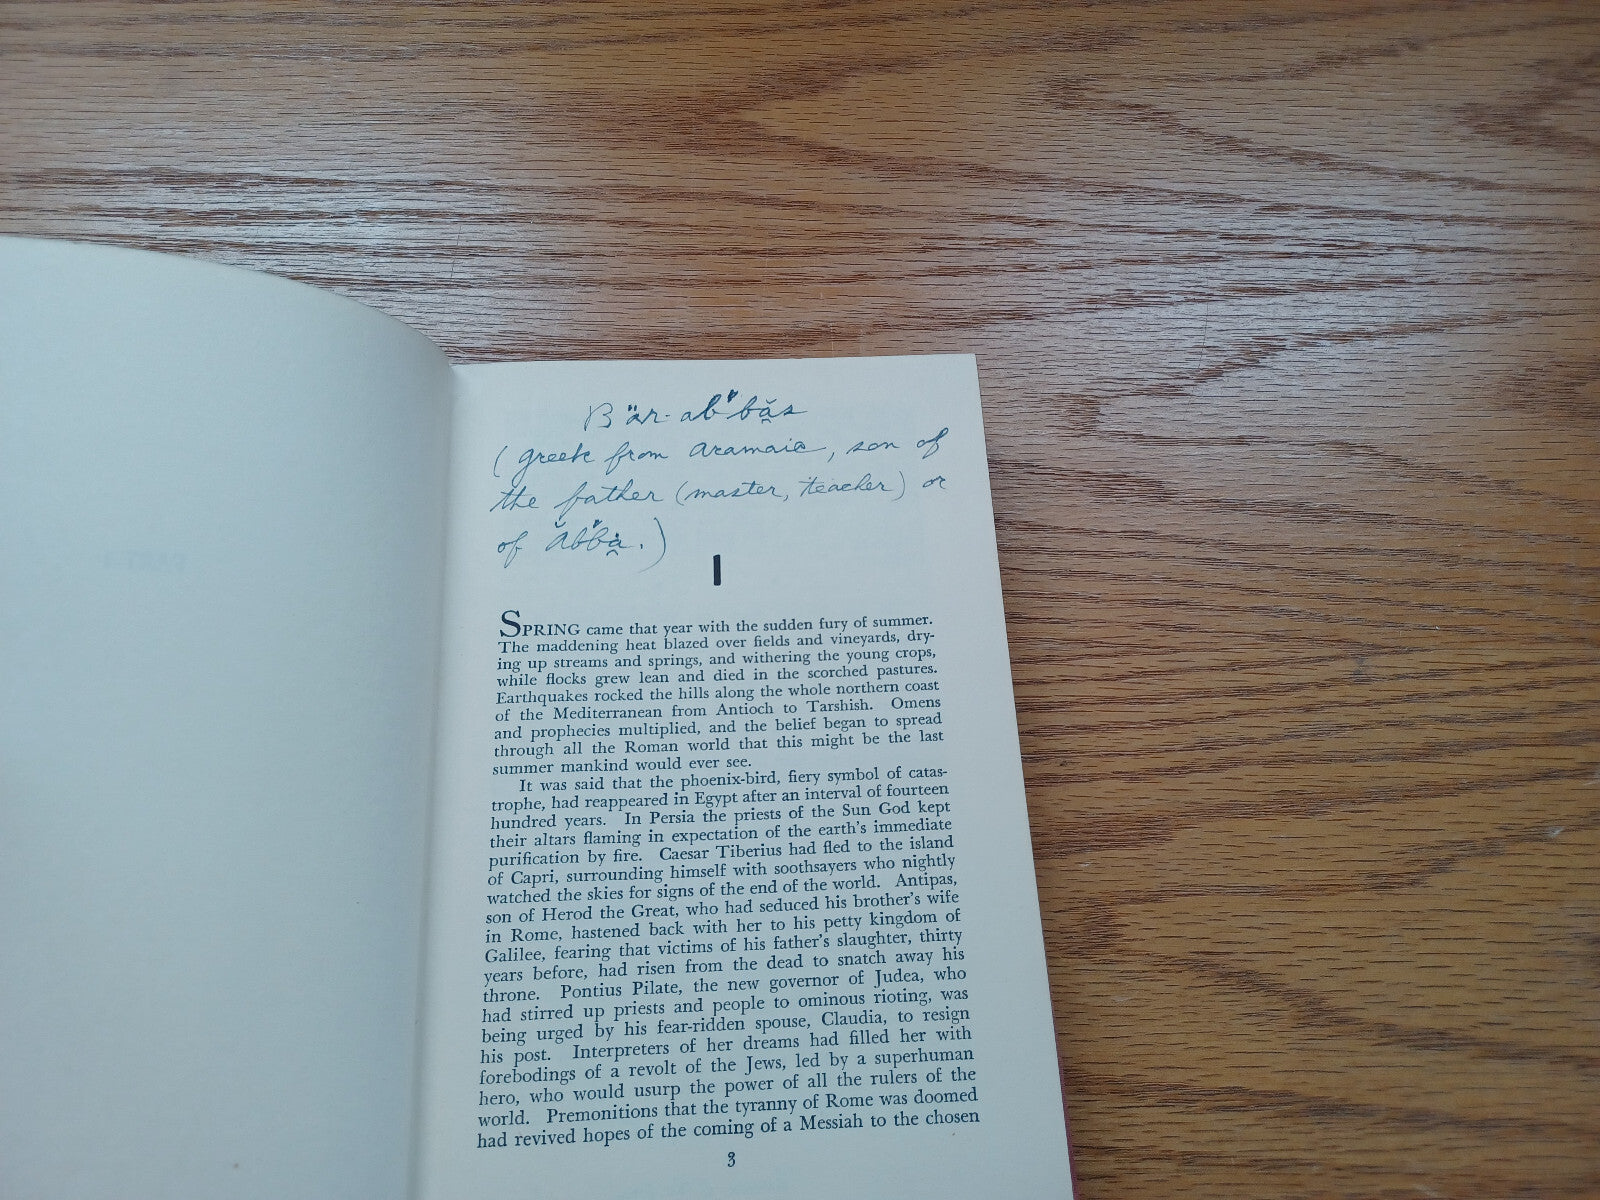 Bär-ab'băs
(Greek from Aramaic, son of
the father (master, teacher) or
of Ăb'bȧ.)
I
SPRING came that year with the sudden fury of summer.
The maddening heat blazed over fields and vineyards, dry-
ing up streams and springs, and withering the young crops,
while flocks grew lean and died in the scorched pastures.
Earthquakes rocked the hills along the whole northern coast
of the Mediterranean from Antioch to Tarshish. Omens
and prophecies multiplied, and the belief began to spread
through all the Roman world that this might be the last
summer mankind would ever see.
It was said that the phoenix-bird, fiery symbol of catas-
trophe, had reappeared in Egypt after an interval of fourteen
hundred years. In Persia the priests of the Sun God kept
their altars flaming in expectation of the earth's immediate
purification by fire. Caesar Tiberius had fled to the island
of Capri, surrounding himself with soothsayers who nightly
watched the skies for signs of the end of the world. Antipas,
son of Herod the Great, who had seduced his brother's wife
in Rome, hastened back with her to his petty kingdom of
Galilee, fearing that victims of his father's slaughter, thirty
years before, had risen from the dead to snatch away his
throne. Pontius Pilate, the new governor of Judea, who
had stirred up priests and people to ominous rioting, was
being urged by his fear-ridden spouse, Claudia, to resign
his post. Interpreters of her dreams had filled her with
forebodings of a revolt of the Jews, led by a superhuman
hero, who would usurp the power of all the rulers of the
world. Premonitions that the tyranny of Rome was doomed
had revived hopes of the coming of a Messiah to the chosen
3